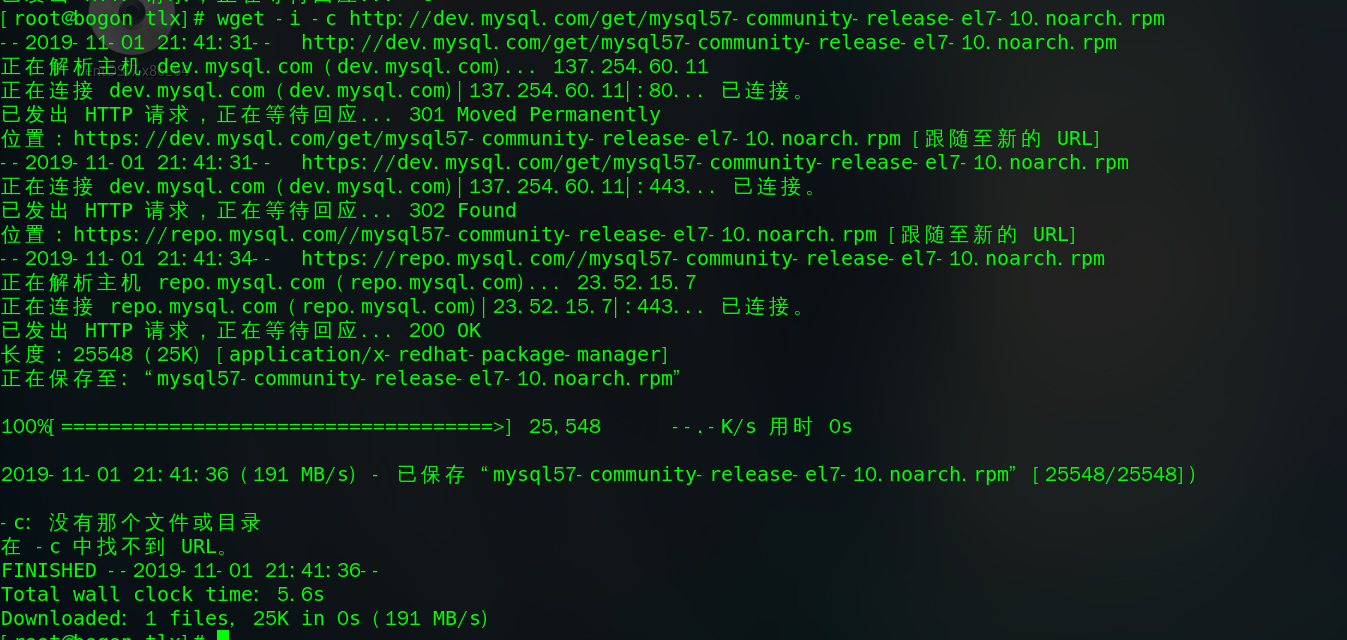 [root@bogon tlx]# wget -i -c http://dev.mysql.com/get/mysql57-community-release-el7-10.noarch.rpm
--2019-11-01 21:41:31--  http://dev.mysql.com/get/mysql57-community-release-el7-10.noarch.rpm
正在解析主机 dev.mysql.com (dev.mysql.com)... 137.254.60.11
正在连接 dev.mysql.com (dev.mysql.com)|137.254.60.11|:80... 已连接。
已发出 HTTP 请求，正在等待回应... 301 Moved Permanently
位置：https://dev.mysql.com/get/mysql57-community-release-el7-10.noarch.rpm [跟随至新的 URL]
--2019-11-01 21:41:31--  https://dev.mysql.com/get/mysql57-community-release-el7-10.noarch.rpm
正在连接 dev.mysql.com (dev.mysql.com)|137.254.60.11|:443... 已连接。
已发出 HTTP 请求，正在等待回应... 302 Found
位置：https://repo.mysql.com//mysql57-community-release-el7-10.noarch.rpm [跟随至新的 URL]
--2019-11-01 21:41:34--  https://repo.mysql.com//mysql57-community-release-el7-10.noarch.rpm
正在解析主机 repo.mysql.com (repo.mysql.com)... 23.52.15.7
正在连接 repo.mysql.com (repo.mysql.com)|23.52.15.7|:443... 已连接。
已发出 HTTP 请求，正在等待回应... 200 OK
长度：25548 (25K) [application/x-redhat-package-manager]
正在保存至: “mysql57-community-release-el7-10.noarch.rpm”
100%[====================================>] 25,548      --.-K/s 用时 0s
2019-11-01 21:41:36 (191 MB/s) - 已保存 “mysql57-community-release-el7-10.noarch.rpm” [25548/25548])
-c: 没有那个文件或目录
在 -c 中找不到 URL。
FINISHED --2019-11-01 21:41:36--
Total wall clock time: 5.6s
Downloaded: 1 files, 25K in 0s (191 MB/s)
[root@bogon tlx]#